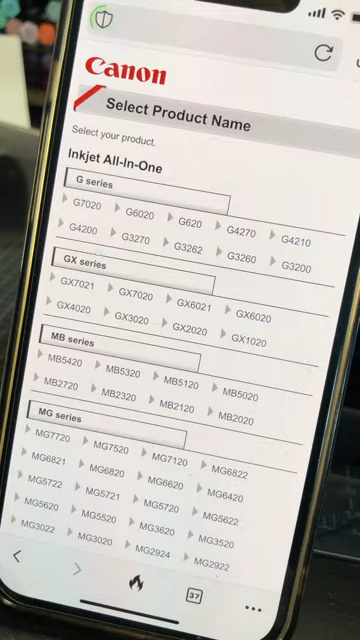 Canon
Select Product Name
Select your product.
Inkjet All-In-One
G series
G7020 G6020 G620 G4270 G4210
G4200 G3270 G3262 G3260 G3200
GX series
GX7021 GX7020 GX6021 GX6020
GX4020 GX3020 GX2020 GX1020
MB series
MB5420 MB5320 MB5120 MB5020
MB2720 MB2320 MB2120 MB2020
MG series
MG7720 MG7520 MG7120 MG6822
MG6821 MG6820 MG6620 MG6420
MG5722 MG5721 MG5720 MG5622
MG5620 MG5520 MG3620 MG3520
MG3022 MG3020 MG2924 MG2922
37